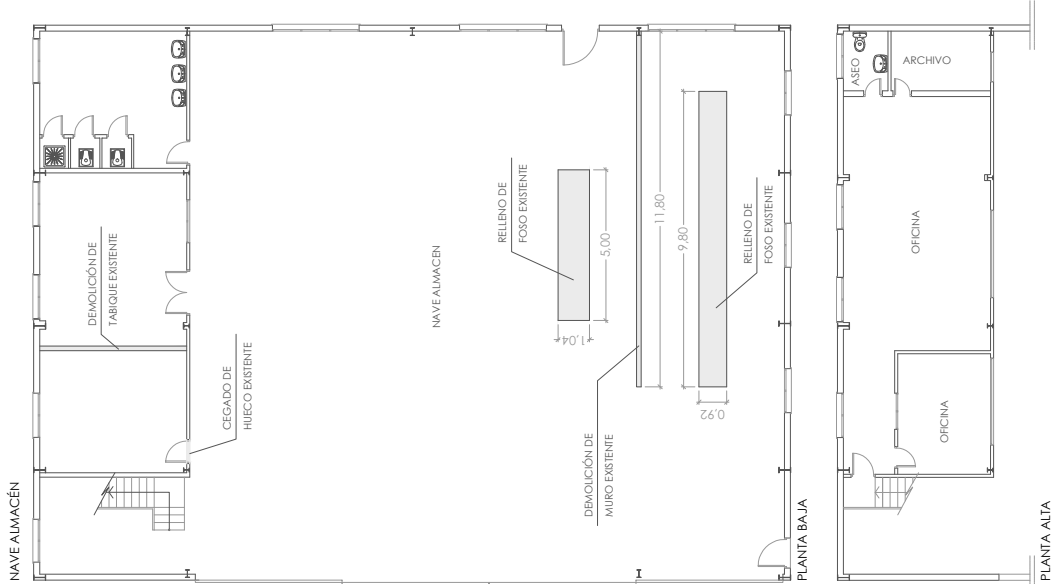 NAVE ALMACÉN
DEMOLICIÓN DE
TABIQUE EXISTENTE
CEGADO DE
HUECO EXISTENTE
NAVE ALMACEN
RELLENO DE
FOSO EXISTENTE
5,00
1,04
DEMOLICIÓN DE
MURO EXISTENTE
11,80
9,80
0,92
RELLENO DE
FOSO EXISTENTE
PLANTA BAJA
ASEO
ARCHIVO
OFICINA
OFICINA
PLANTA ALTA